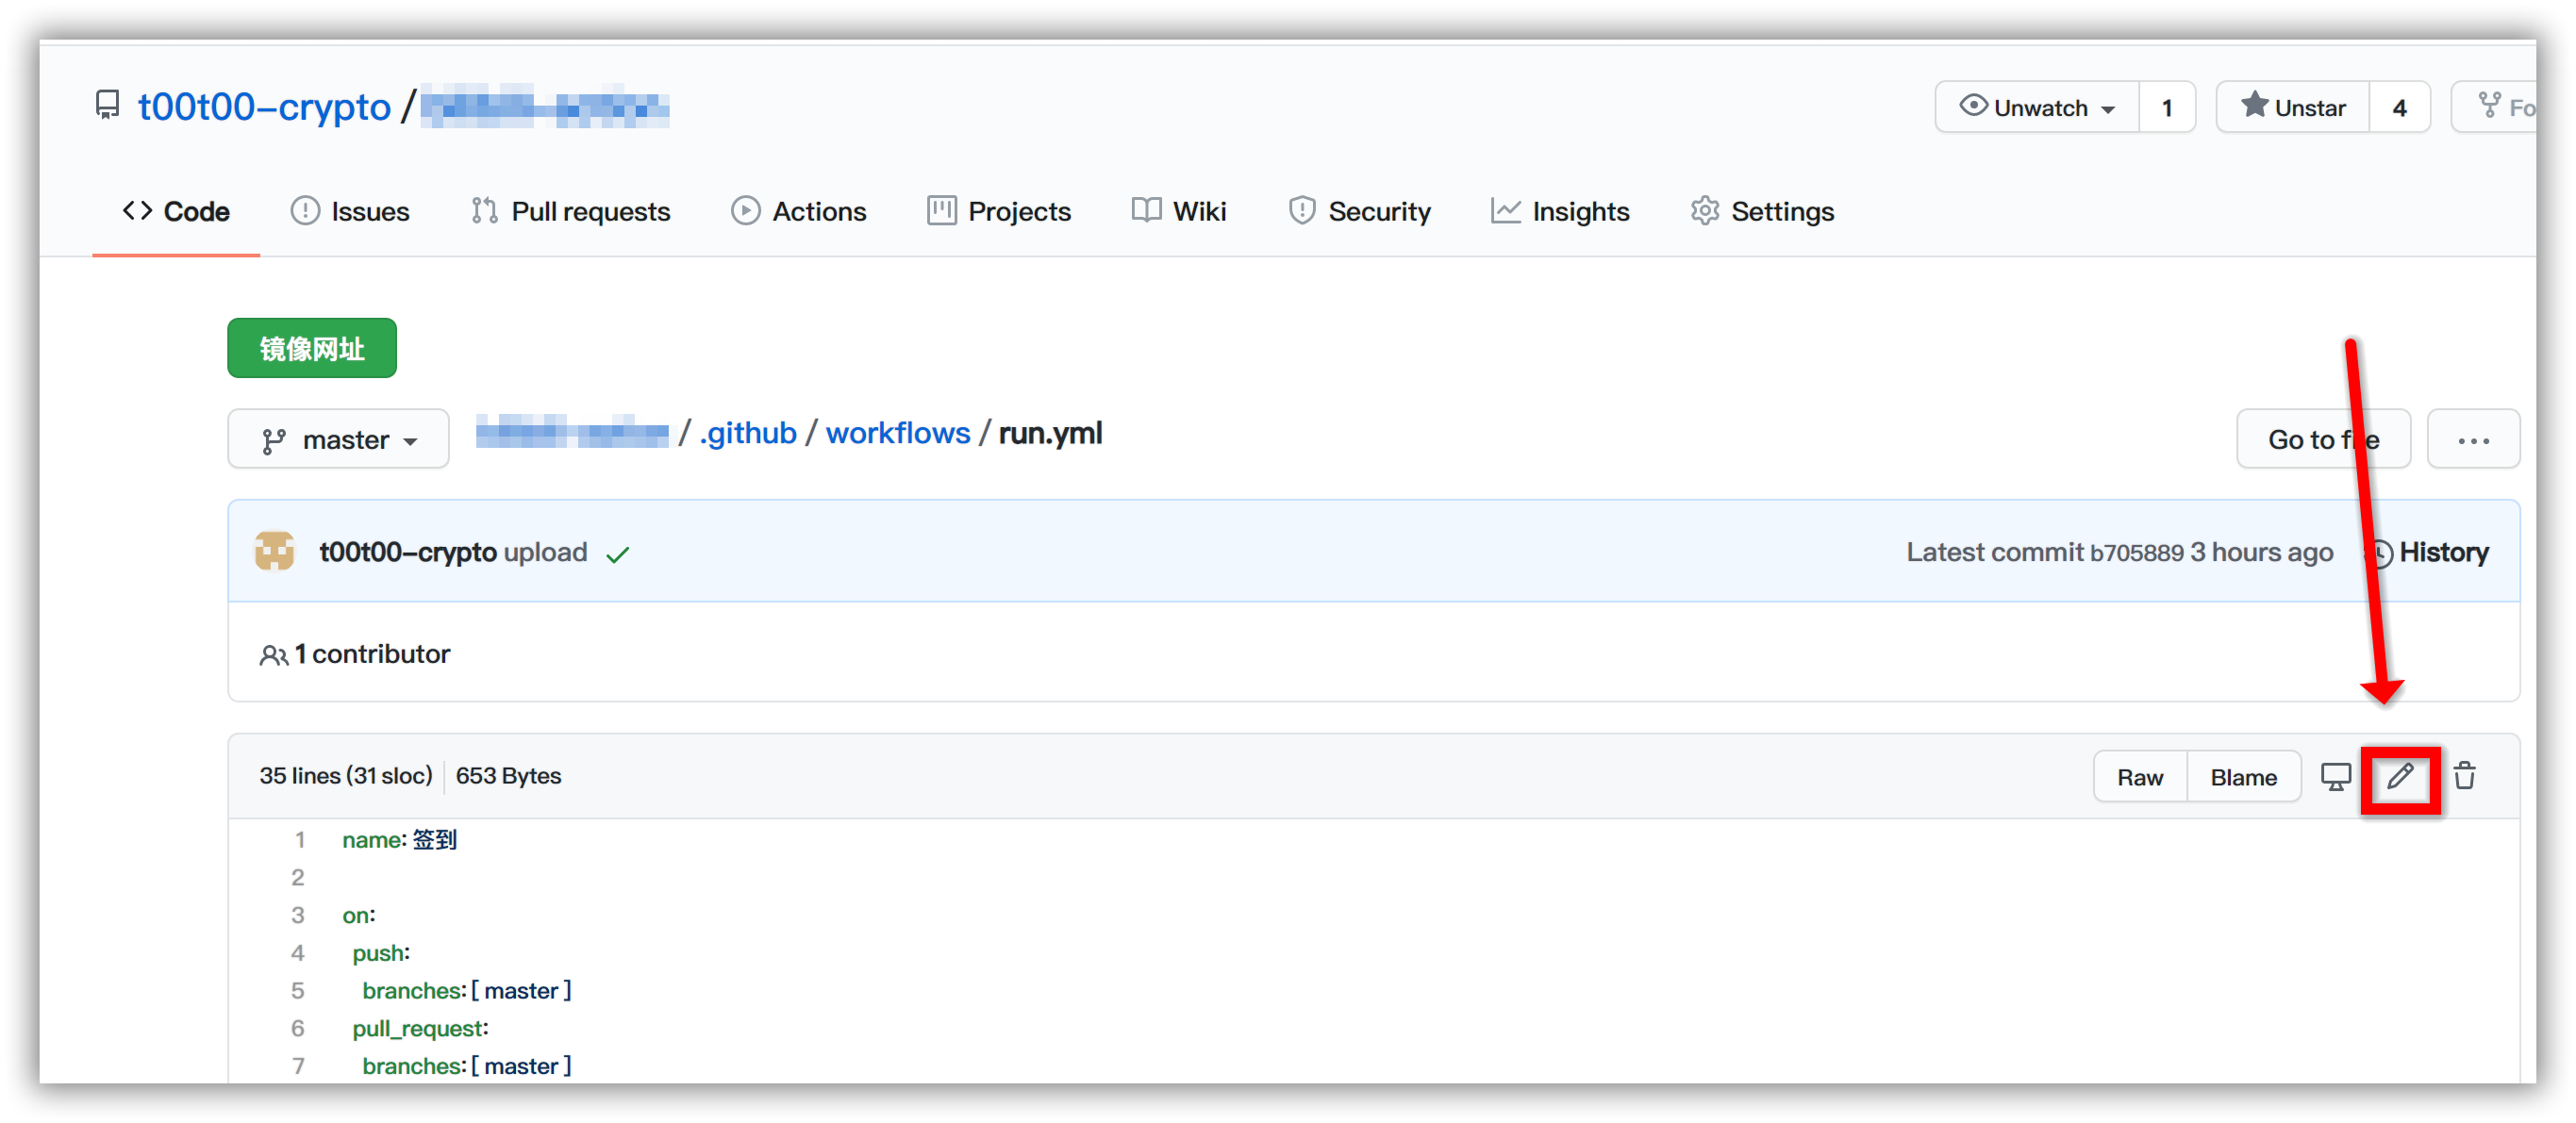 t00t00-crypto /
Unwatch 1 Unstar 4 Fo
Code Issues Pull requests Actions Projects Wiki Security Insights Settings
镜像网址
master / .github / workflows / run.yml Go to file ...
t00t00-crypto upload Latest commit b705889 3 hours ago History
1 contributor
35 lines (31 sloc) 653 Bytes Raw Blame
1 name: 签到
2
3 on:
4 push:
5 branches: [ master ]
6 pull_request:
7 branches: [ master ]